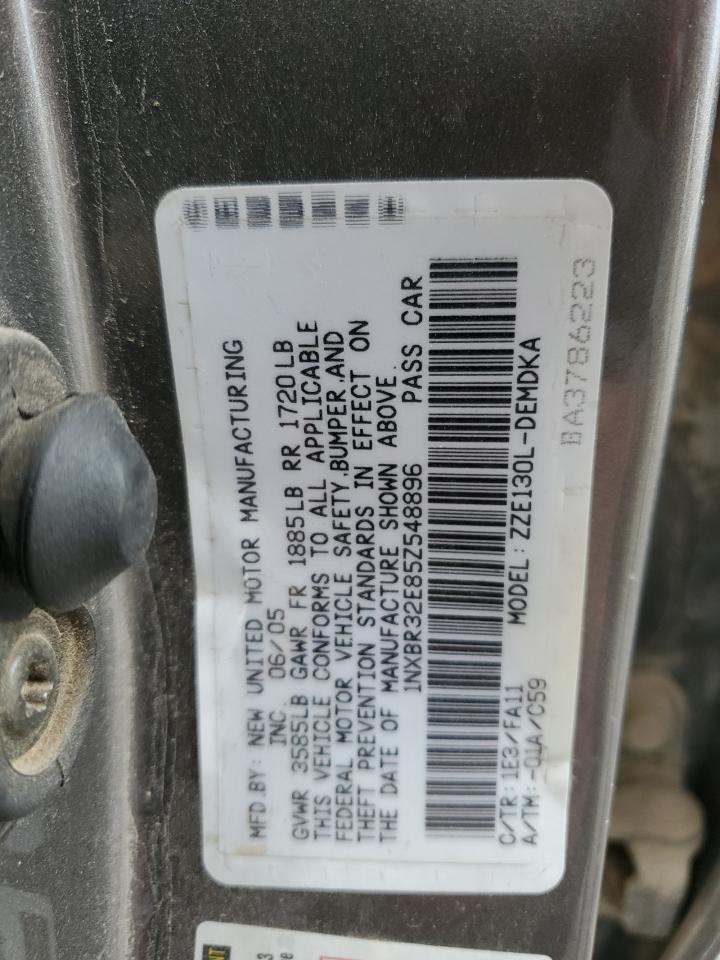 MFD.BY: NEW UNITED MOTOR MANUFACTURING
INC. 06/05
GVWR 3585LB GAWR FR 1885LB RR 1720LB
THIS VEHICLE CONFORMS TO ALL APPLICABLE
FEDERAL MOTOR VEHICLE SAFETY,BUMPER,AND
THEFT PREVENTION STANDARDS IN EFFECT ON
THE DATE OF MANUFACTURE SHOWN ABOVE.
1NXBR32E85Z548896 PASS CAR
C/TR: 1E3/FA11 MODEL: ZZE130L-DEMDKA
A/TM:-01A/C59
BA3786223